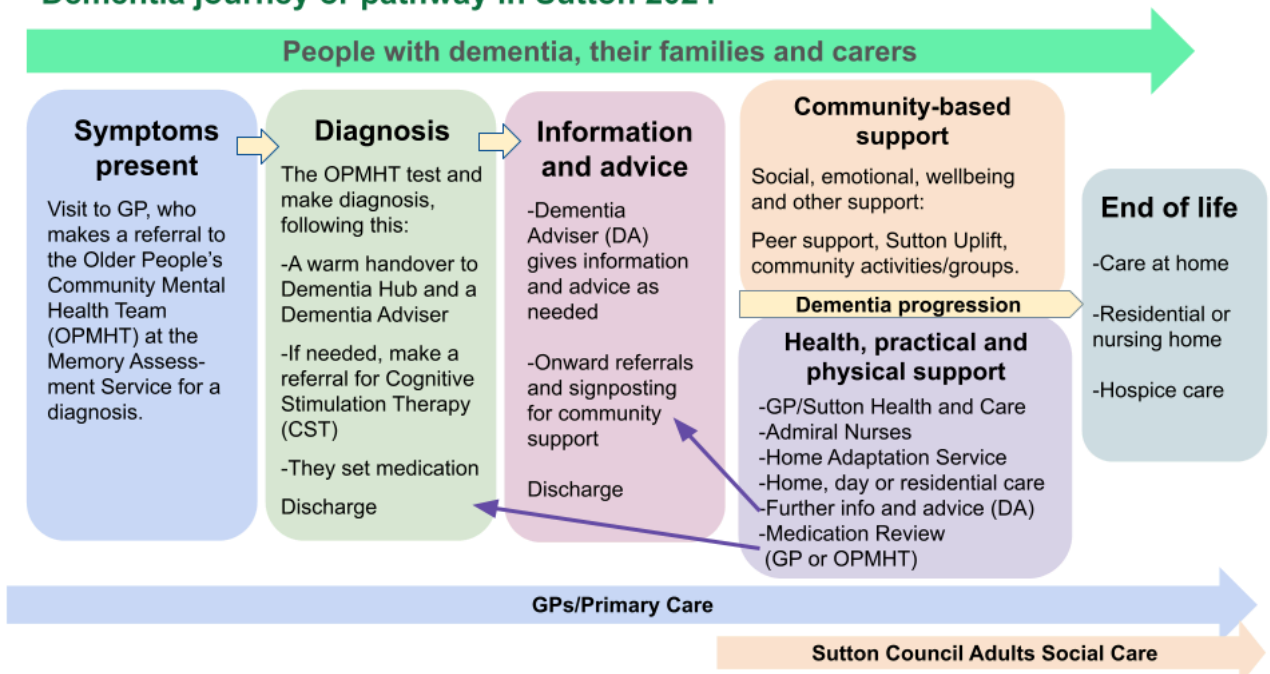 Dementia journey or pathway in Sutton 2024
People with dementia, their families and carers
Symptoms
present
Visit to GP, who
makes a referral to
the Older People’s
Community Mental
Health Team
(OPMHT) at the
Memory Assess-
ment Service for a
diagnosis.
Diagnosis
The OPMHT test and
make diagnosis,
following this:
-A warm handover to
Dementia Hub and a
Dementia Adviser
-If needed, make a
referral for Cognitive
Stimulation Therapy
(CST)
-They set medication
Discharge
Information
and advice
-Dementia
Adviser (DA)
gives information
and advice as
needed
-Onward referrals
and signposting
for community
support
Discharge
Community-based
support
Social, emotional, wellbeing
and other support:
Peer support, Sutton Uplift,
community activities/groups.
Dementia progression
Health, practical and
physical support
-GP/Sutton Health and Care
-Admiral Nurses
-Home Adaptation Service
-Home, day or residential care
-Further info and advice (DA)
-Medication Review
(GP or OPMHT)
End of life
-Care at home
-Residential or
nursing home
-Hospice care
GPs/Primary Care
Sutton Council Adults Social Care